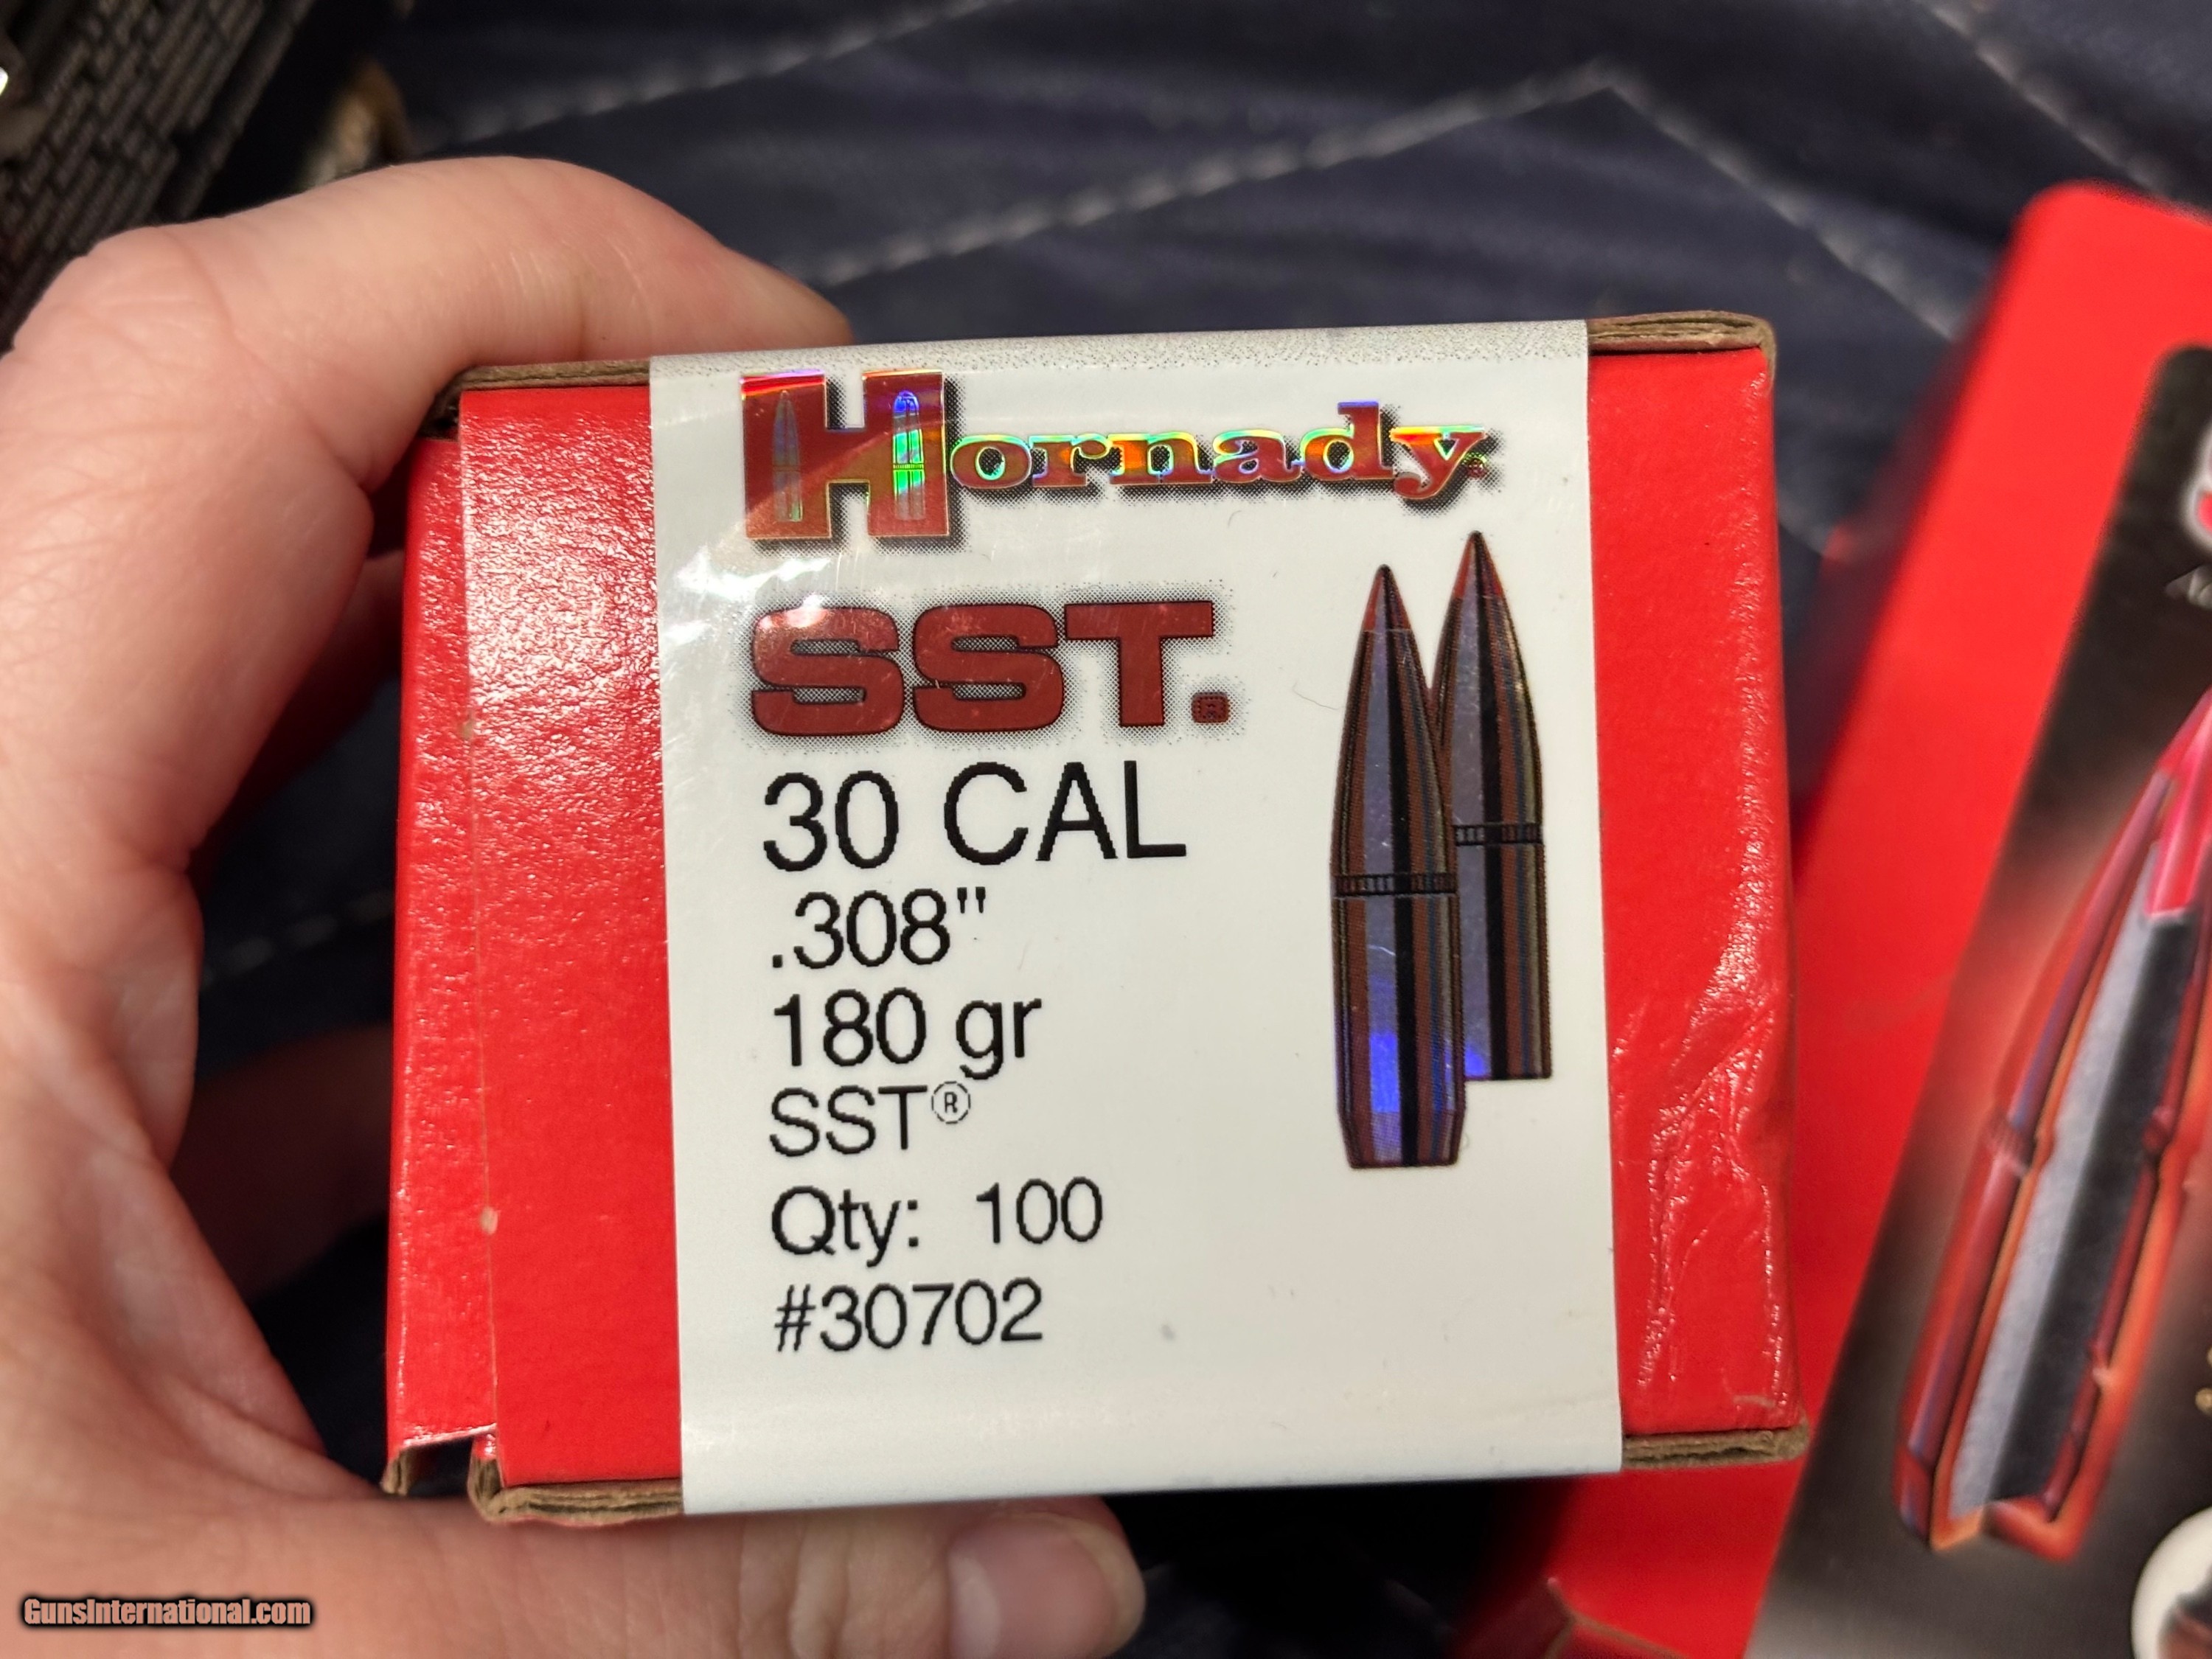 Hornady
SST®
30 CAL
.308"
180 gr
SST®
Qty: 100
#30702
GunsInternational.com